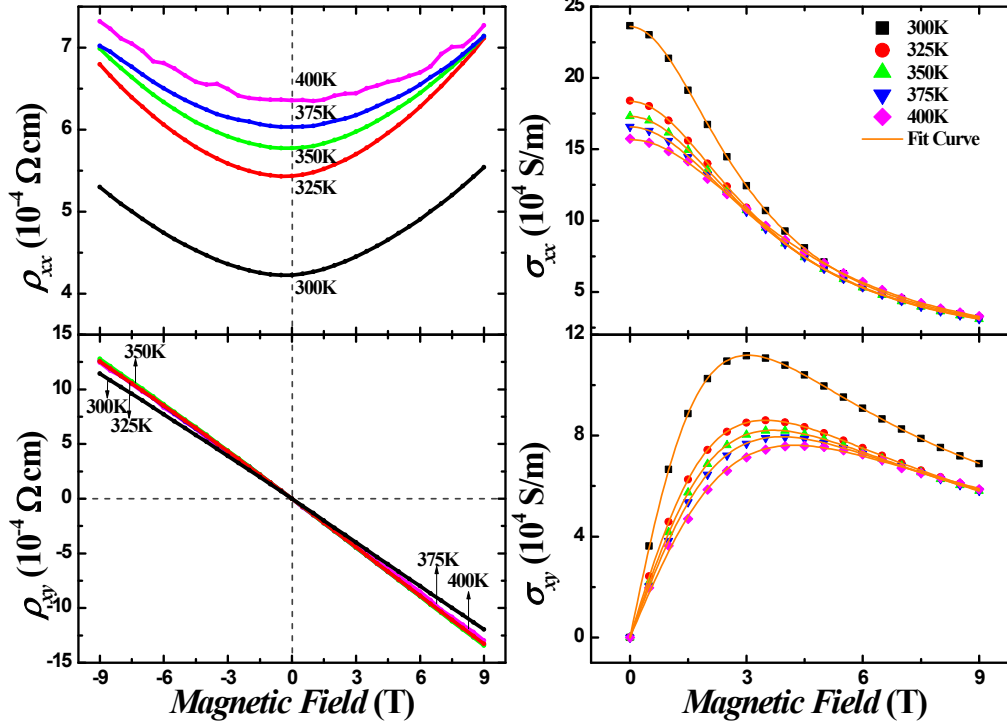 7
6
5
4
ρxx (10⁻⁴ Ωcm)
400K
375K
350K
325K
300K
15
10
5
0
-5
-10
-15
ρxy (10⁻⁴ Ωcm)
350K
300K
325K
375K
400K
-9 -6 -3 0 3 6 9
Magnetic Field (T)
25
20
15
10
5
σxx (10⁴ S/m)
300K
325K
350K
375K
400K
Fit Curve
12
8
4
0
σxy (10⁴ S/m)
0 3 6 9
Magnetic Field (T)